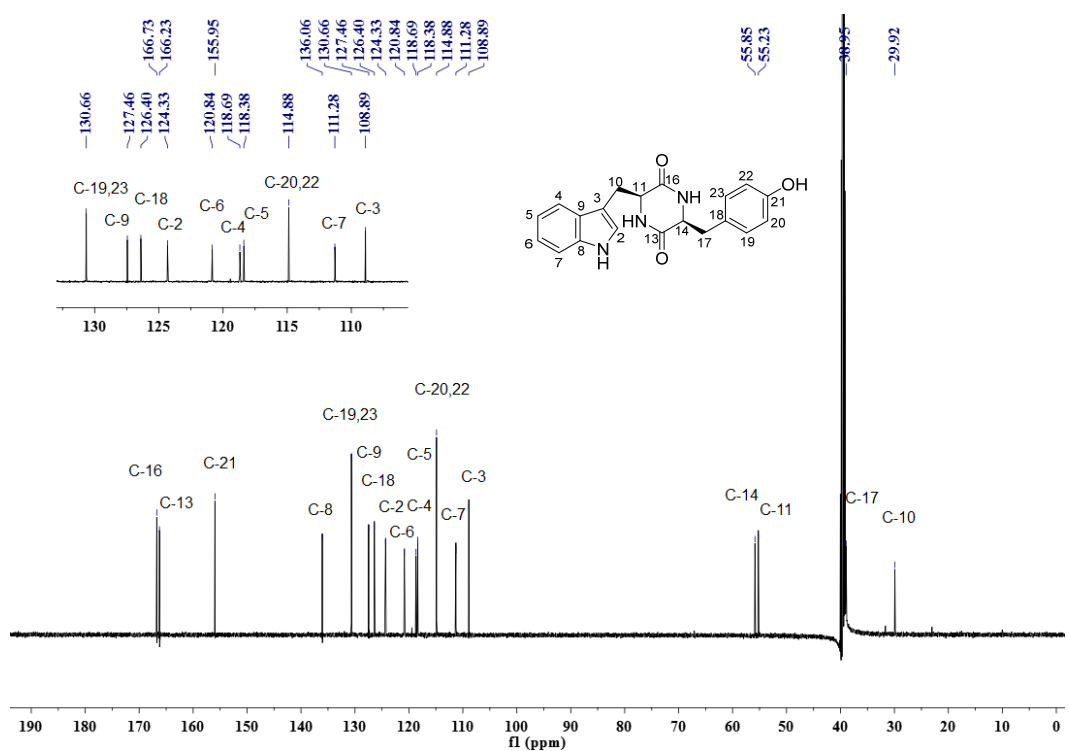 166.73
166.23
155.95
136.06
130.66
127.46
126.40
124.33
120.84
118.69
118.38
114.88
111.28
108.89
55.85
55.23
38.95
29.92
130.66
127.46
126.40
124.33
120.84
118.69
118.38
114.88
111.28
108.89
C-19,23
C-9
C-18
C-2
C-6
C-4
C-5
C-20,22
C-7
C-3
130 125 120 115 110
O
10
11
16
NH
HN
13
14
O
17
18
19
20
21
22
23
OH
3
4
5
6
7
8
9
2
N
H
C-16
C-13
C-21
C-8
C-19,23
C-9
C-18
C-2
C-6
C-5
C-4
C-20,22
C-7
C-3
C-14
C-11
C-17
C-10
190 180 170 160 150 140 130 120 110 100 90 80 70 60 50 40 30 20 10 0
f1 (ppm)